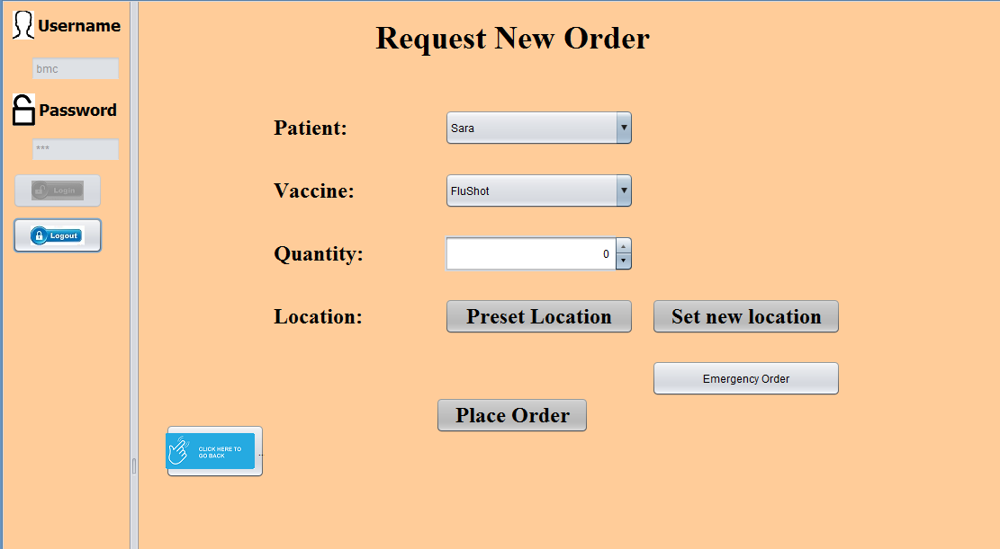 Username
bmc
Password
***
Login
Logout
Request New Order
Patient:
Sara
Vaccine:
FluShot
Quantity:
0
Location:
Preset Location
Set new location
Emergency Order
Place Order
CLICK HERE TO
GO BACK
..